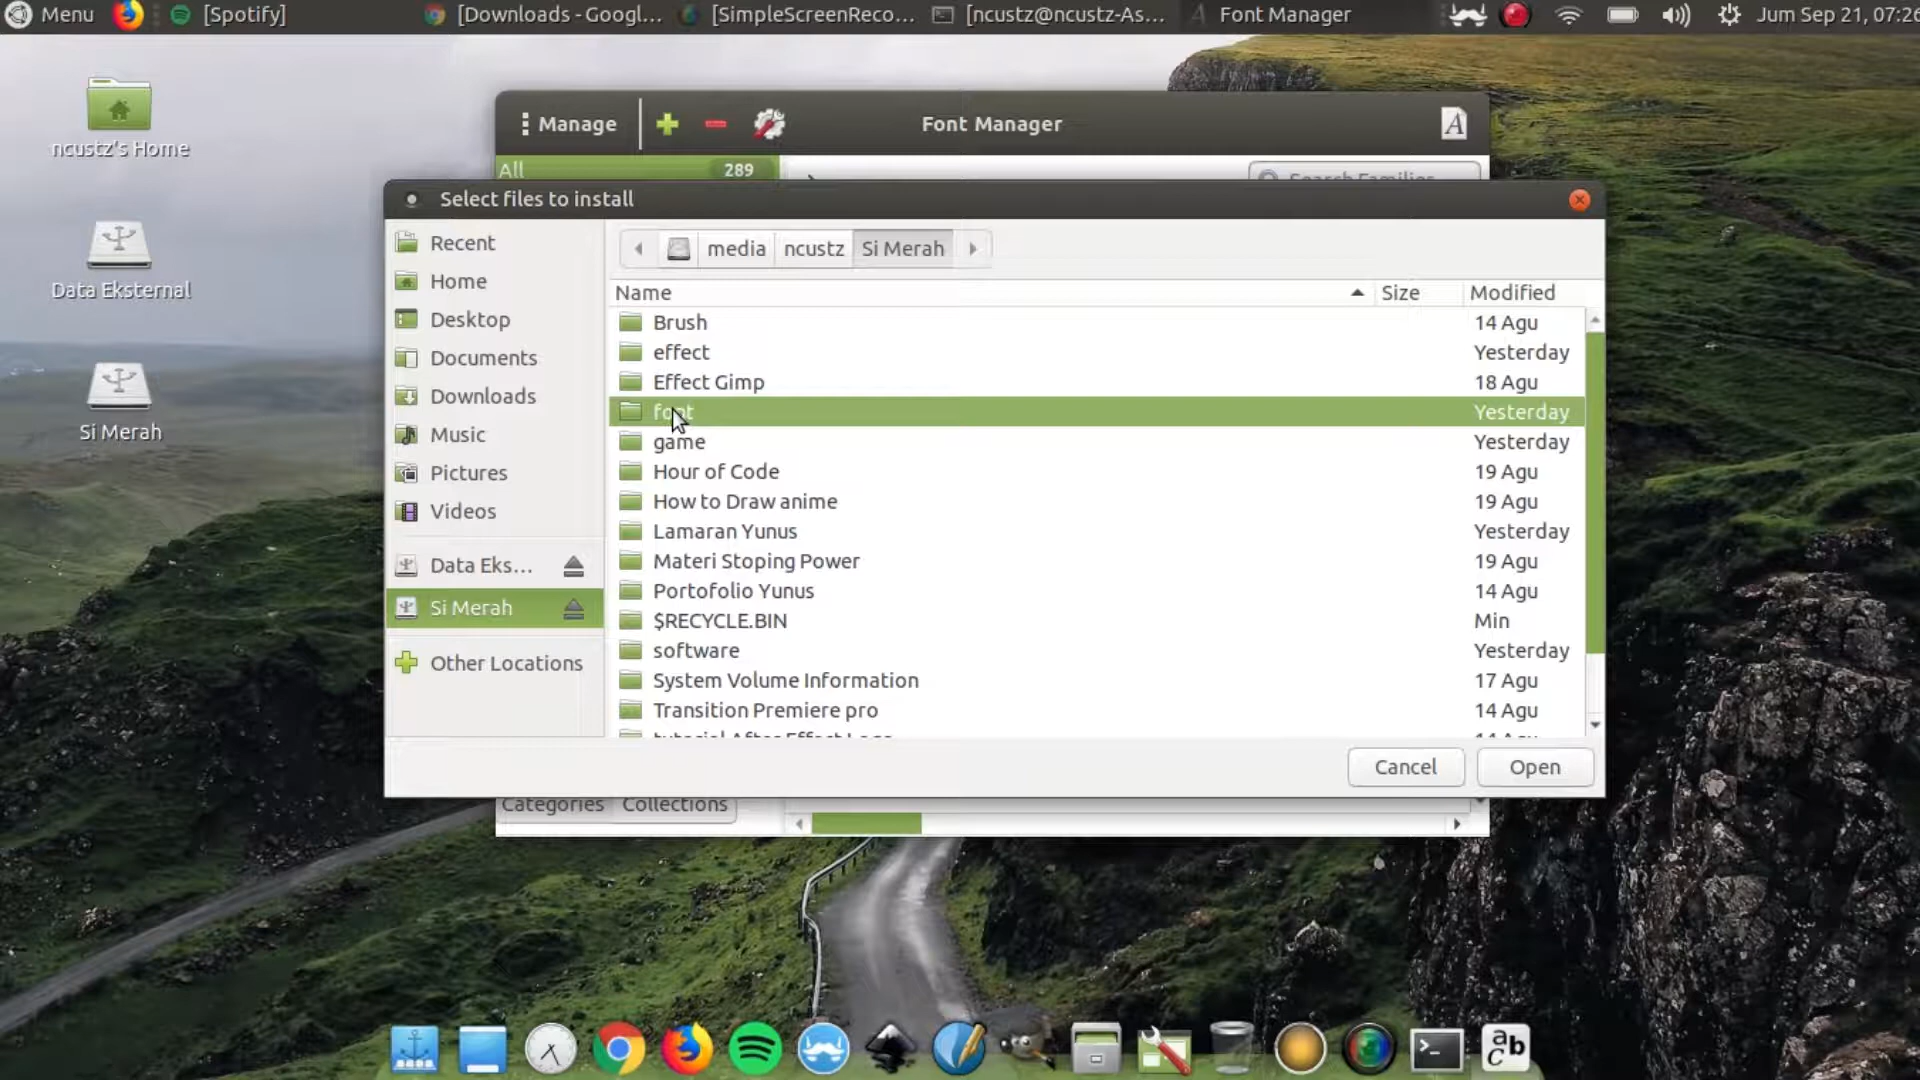 Menu [Spotify] [Downloads - Googl... [SimpleScreenReco... [ncustz@ncustz-As... Font Manager Jum Sep 21, 07:26
ncustz's Home
Data Eksternal
Si Merah
Manage Font Manager
All 289 Search Families
Select files to install
Recent
Home
Desktop
Documents
Downloads
Music
Pictures
Videos
Data Eks...
Si Merah
Other Locations
media ncustz Si Merah
Name Size Modified
Brush 14 Agu
effect Yesterday
Effect Gimp 18 Agu
font Yesterday
game Yesterday
Hour of Code 19 Agu
How to Draw anime 19 Agu
Lamaran Yunus Yesterday
Materi Stoping Power 19 Agu
Portofolio Yunus 14 Agu
$RECYCLE.BIN Min
software Yesterday
System Volume Information 17 Agu
Transition Premiere pro 14 Agu
Cancel Open
Categories Collections